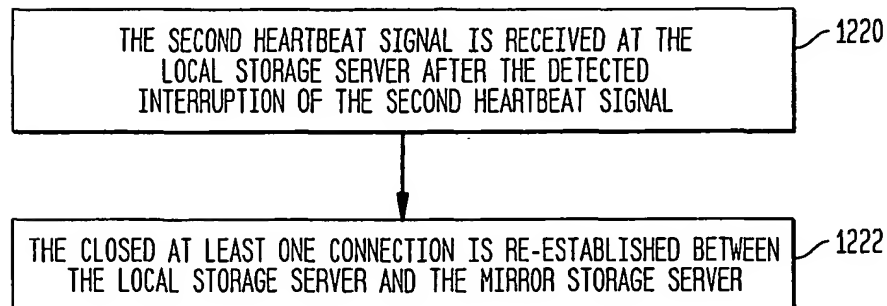 THE SECOND HEARTBEAT SIGNAL IS RECEIVED AT THE
LOCAL STORAGE SERVER AFTER THE DETECTED
INTERRUPTION OF THE SECOND HEARTBEAT SIGNAL
1220
THE CLOSED AT LEAST ONE CONNECTION IS RE-ESTABLISHED BETWEEN
THE LOCAL STORAGE SERVER AND THE MIRROR STORAGE SERVER
1222